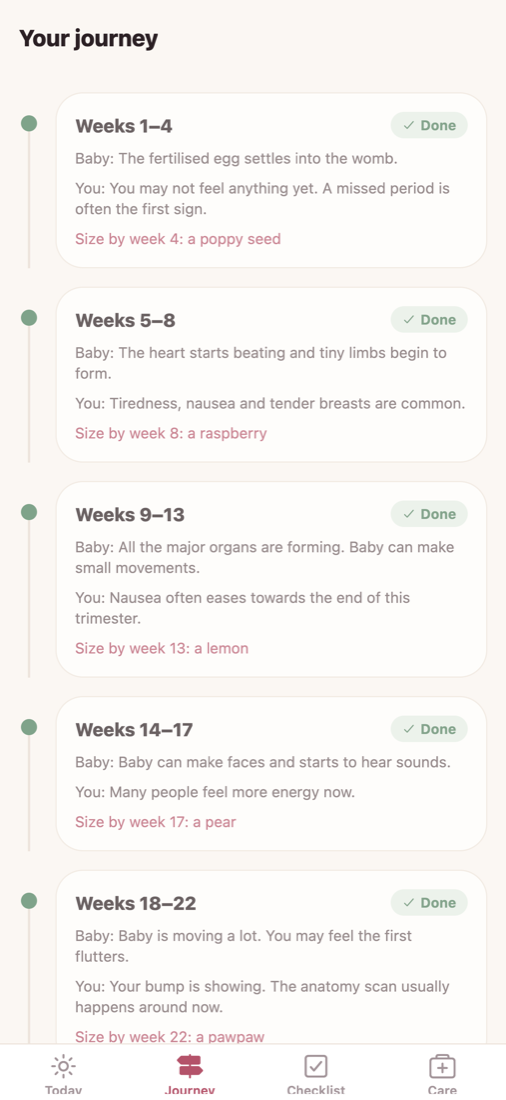 Your journey
Weeks 1–4
✓ Done
Baby: The fertilised egg settles into the womb.
You: You may not feel anything yet. A missed period is
often the first sign.
Size by week 4: a poppy seed
Weeks 5–8
✓ Done
Baby: The heart starts beating and tiny limbs begin to
form.
You: Tiredness, nausea and tender breasts are common.
Size by week 8: a raspberry
Weeks 9–13
✓ Done
Baby: All the major organs are forming. Baby can make
small movements.
You: Nausea often eases towards the end of this
trimester.
Size by week 13: a lemon
Weeks 14–17
✓ Done
Baby: Baby can make faces and starts to hear sounds.
You: Many people feel more energy now.
Size by week 17: a pear
Weeks 18–22
✓ Done
Baby: Baby is moving a lot. You may feel the first
flutters.
You: Your bump is showing. The anatomy scan usually
happens around now.
Size by week 22: a pawpaw
Today
Journey
Checklist
Care